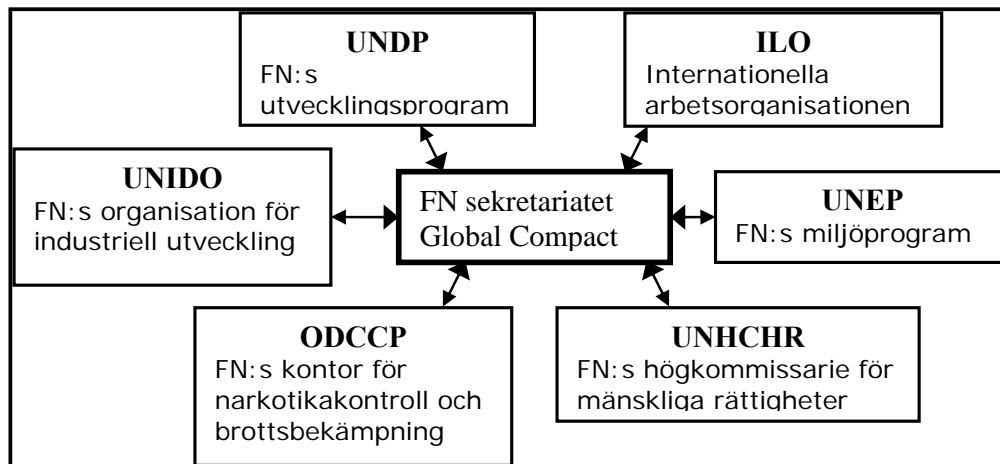 UNDP
FN:s
utvecklingsprogram
ILO
Internationella
arbetsorganisationen
UNIDO
FN:s organisation för
industriell utveckling
FN sekretariatet
Global Compact
UNEP
FN:s miljöprogram
ODCCP
FN:s kontor för
narkotikakontroll och
brottsbekämpning
UNHCHR
FN:s högkommissarie för
mänskliga rättigheter